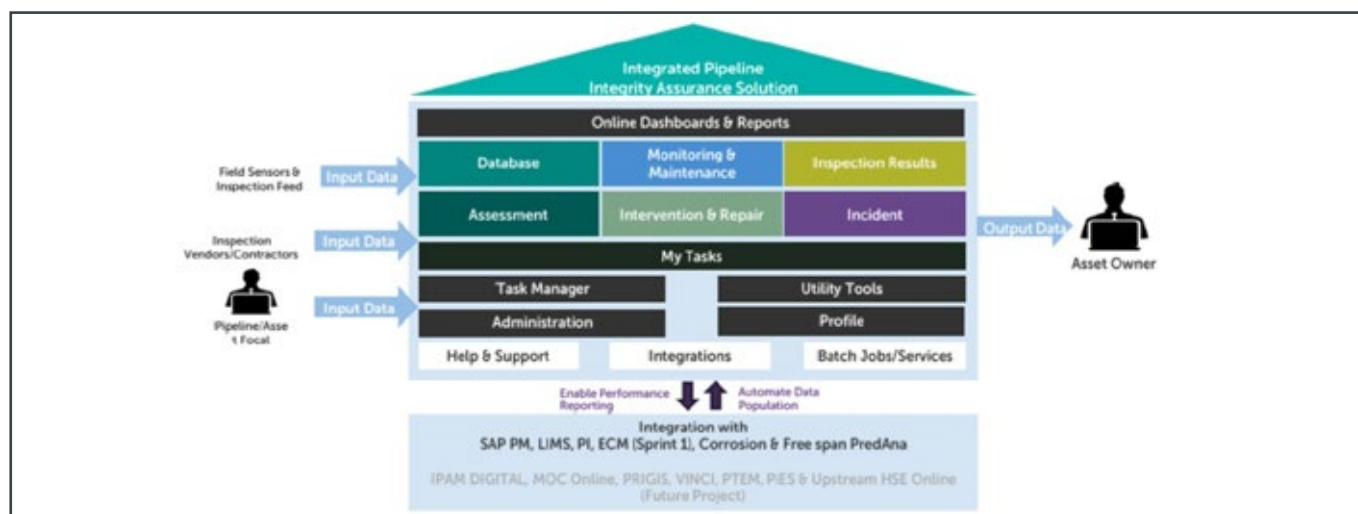 Integrated Pipeline
Integrity Assurance Solution
Online Dashboards & Reports
Field Sensors &
Inspection Feed
Input Data
Database
Monitoring &
Maintenance
Inspection Results
Assessment
Intervention & Repair
Incident
Inspection
Vendors/Contractors
Input Data
Output Data
Asset Owner
My Tasks
Pipeline/Asse
t Focal
Input Data
Task Manager
Utility Tools
Administration
Profile
Help & Support
Integrations
Batch Jobs/Services
Enable Performance
Reporting
Automate Data
Population
Integration with
SAP PM, LIMS, PI, ECM (Sprint 1), Corrosion & Free span PredAna
IPAM DIGITAL, MOC Online, PRIGIS, VINCI, PTEM, PiES & Upstream HSE Online
(Future Project)